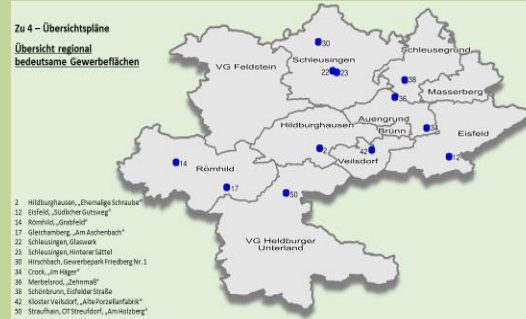 Zu 4 – Übersichtspläne
Übersicht regional
bedeutsame Gewerbeflächen
30
Schleusingen
Schleusegrund
VG Feldstein
22
23
38
Masserberg
36
Auengrund
Hildburghausen
Brünn
34
Eisfeld
2
42
Veilsdorf
12
14
Römhild
17
50
VG Heldburger
Unterland
2 Hildburghausen, „Ehemalige Schraube“
12 Eisfeld, „Südlicher Gutsweg“
14 Römhild, „Grabfeld“
17 Gleichamberg, „Am Aschenbach“
22 Schleusingen, Glaswerk
23 Schleusingen, Hinterer Sättel
30 Hirschbach, Gewerbepark Friedberg Nr. 1
34 Crock, „Im Häger“
36 Merbelsrod, „Zehnmaß“
38 Schönbrunn, Eisfelder Straße
42 Kloster Veilsdorf, „Alte Porzellanfabrik“
50 Straufhain, OT Streufdorf, „Am Holzberg“